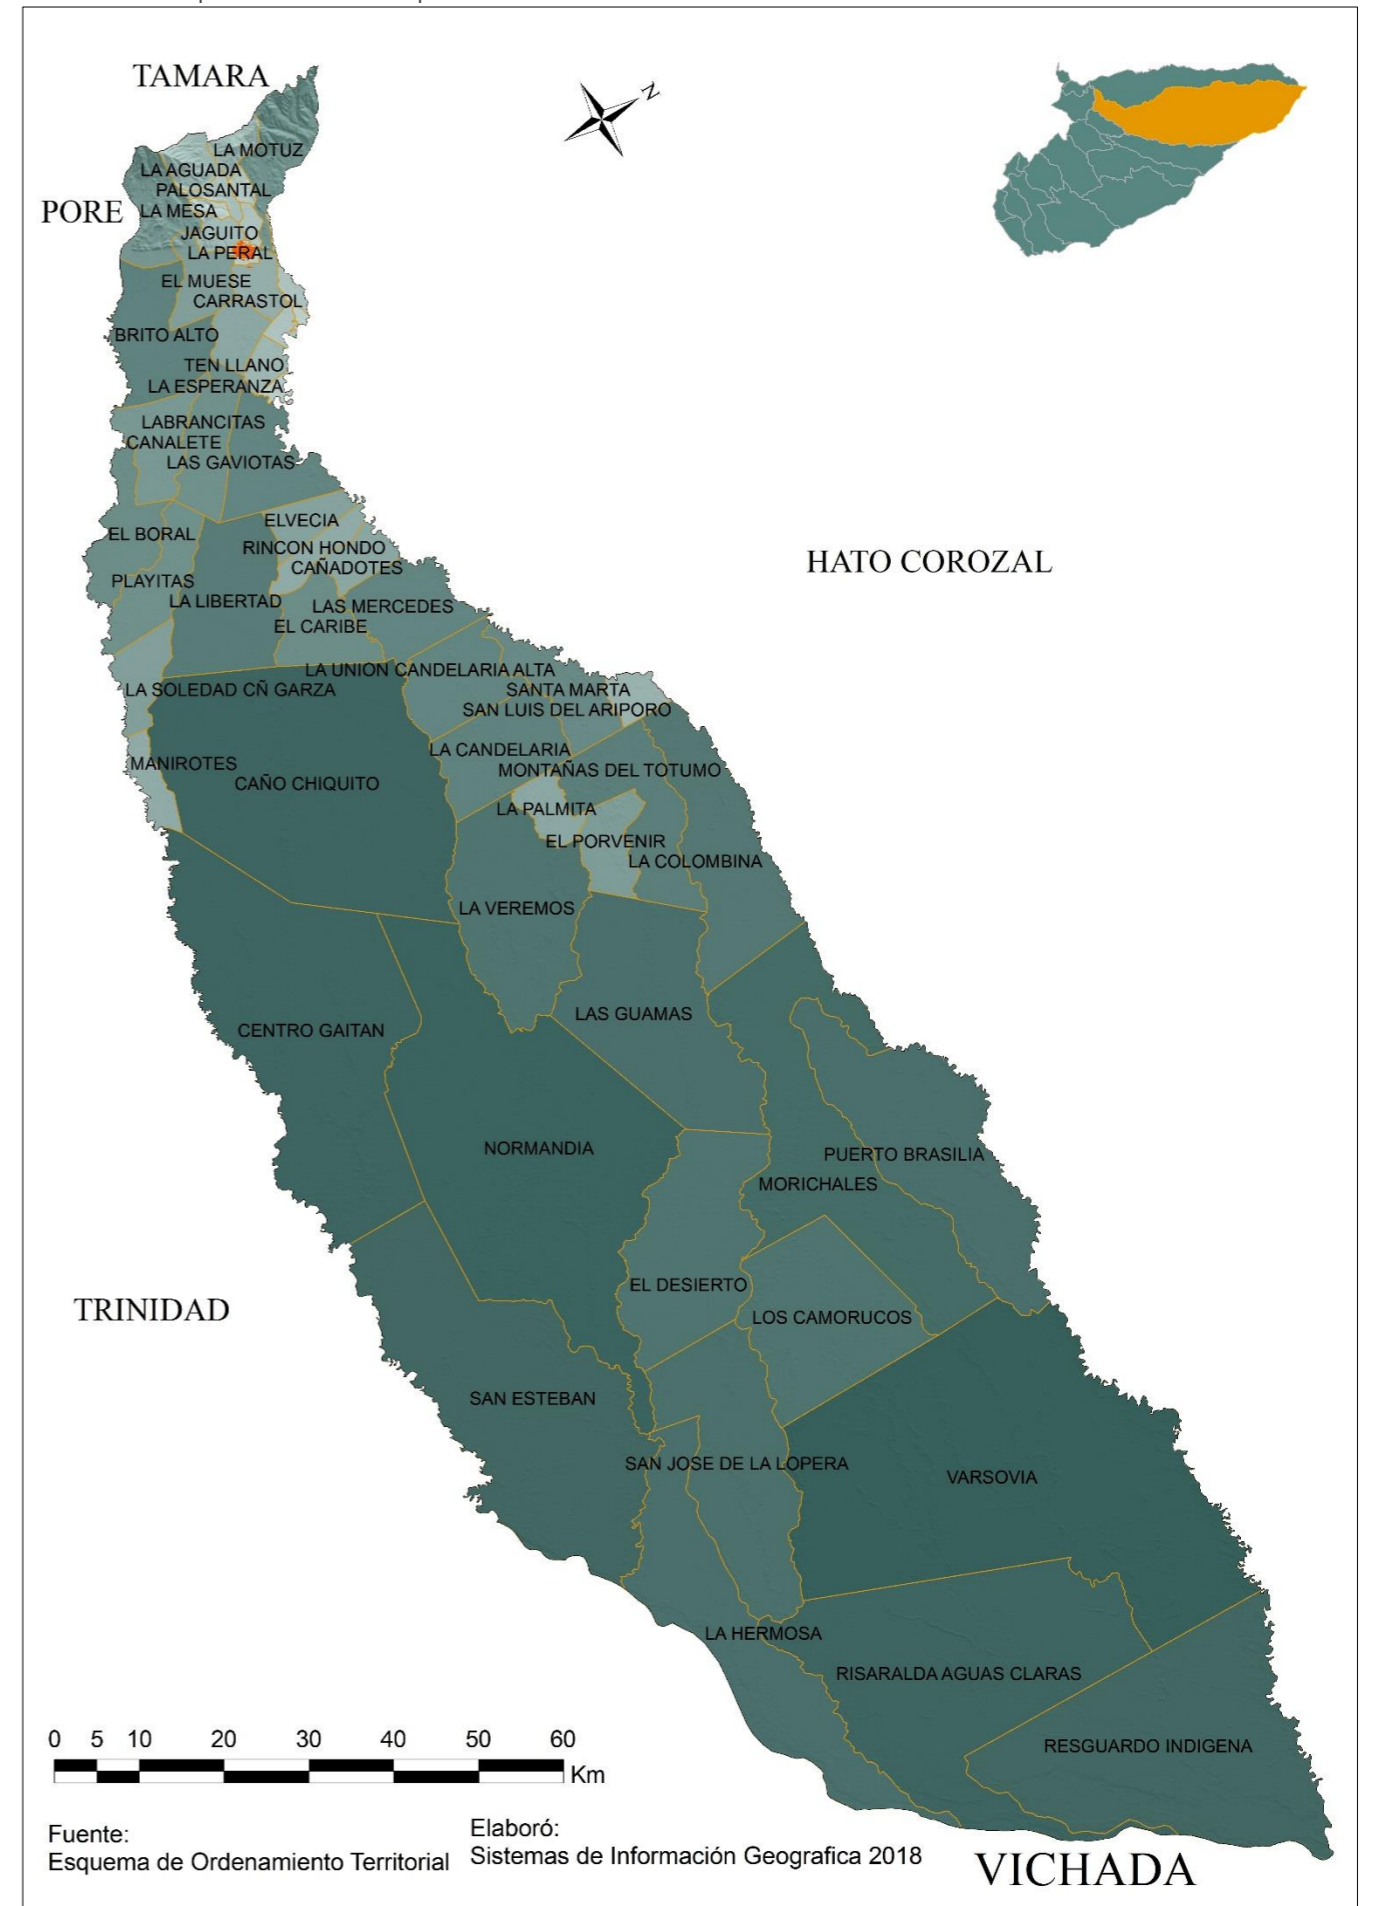 TAMARA
N
LA MOTUZ
LA AGUADA
PALOSANTAL
PORE
LA MESA
JAGUITO
LA PERAL
EL MUESE
CARRASTOL
BRITO ALTO
TEN LLANO
LA ESPERANZA
LABRANCITAS
CANALETE
LAS GAVIOTAS
ELVECIA
EL BORAL
RINCON HONDO
HATO COROZAL
CAÑADOTES
PLAYITAS
LA LIBERTAD
LAS MERCEDES
EL CARIBE
LA UNION CANDELARIA ALTA
LA SOLEDAD CÑ GARZA
SANTA MARTA
SAN LUIS DEL ARIPORO
LA CANDELARIA
MANIROTES
MONTAÑAS DEL TOTUMO
CAÑO CHIQUITO
LA PALMITA
EL PORVENIR
LA COLOMBINA
LA VEREMOS
LAS GUAMAS
CENTRO GAITAN
NORMANDIA
PUERTO BRASILIA
MORICHALES
EL DESIERTO
TRINIDAD
LOS CAMORUCOS
SAN ESTEBAN
SAN JOSE DE LA LOPERA
VARSOVIA
LA HERMOSA
RISARALDA AGUAS CLARAS
RESGUARDO INDIGENA
0 5 10 20 30 40 50 60
Km
Fuente:
Esquema de Ordenamiento Territorial
Elaboró:
Sistemas de Información Geografica 2018
VICHADA